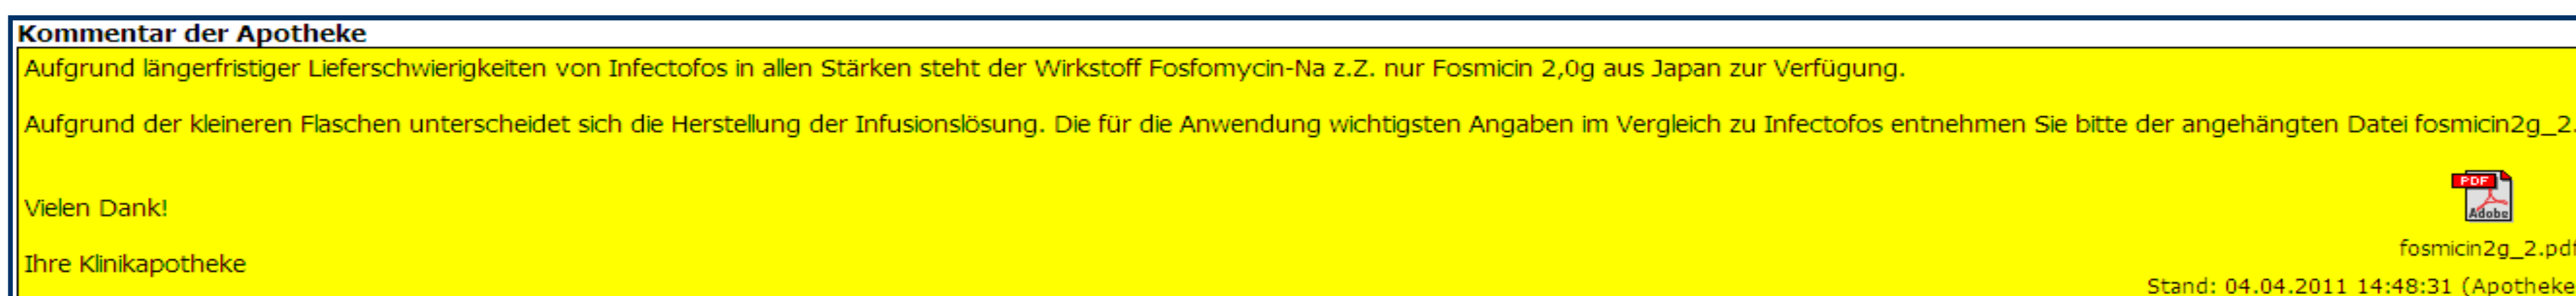 Kommentar der Apotheke
Aufgrund längerfristiger Lieferschwierigkeiten von Infectofos in allen Stärken steht der Wirkstoff Fosfomycin-Na z.Z. nur Fosmicin 2,0g aus Japan zur Verfügung.
Aufgrund der kleineren Flaschen unterscheidet sich die Herstellung der Infusionslösung. Die für die Anwendung wichtigsten Angaben im Vergleich zu Infectofos entnehmen Sie bitte der angehängten Datei fosmicin2g_2.
Vielen Dank!
PDF
Adobe
fosmicin2g_2.pdf
Ihre Klinikapotheke
Stand: 04.04.2011 14:48:31 (Apotheke